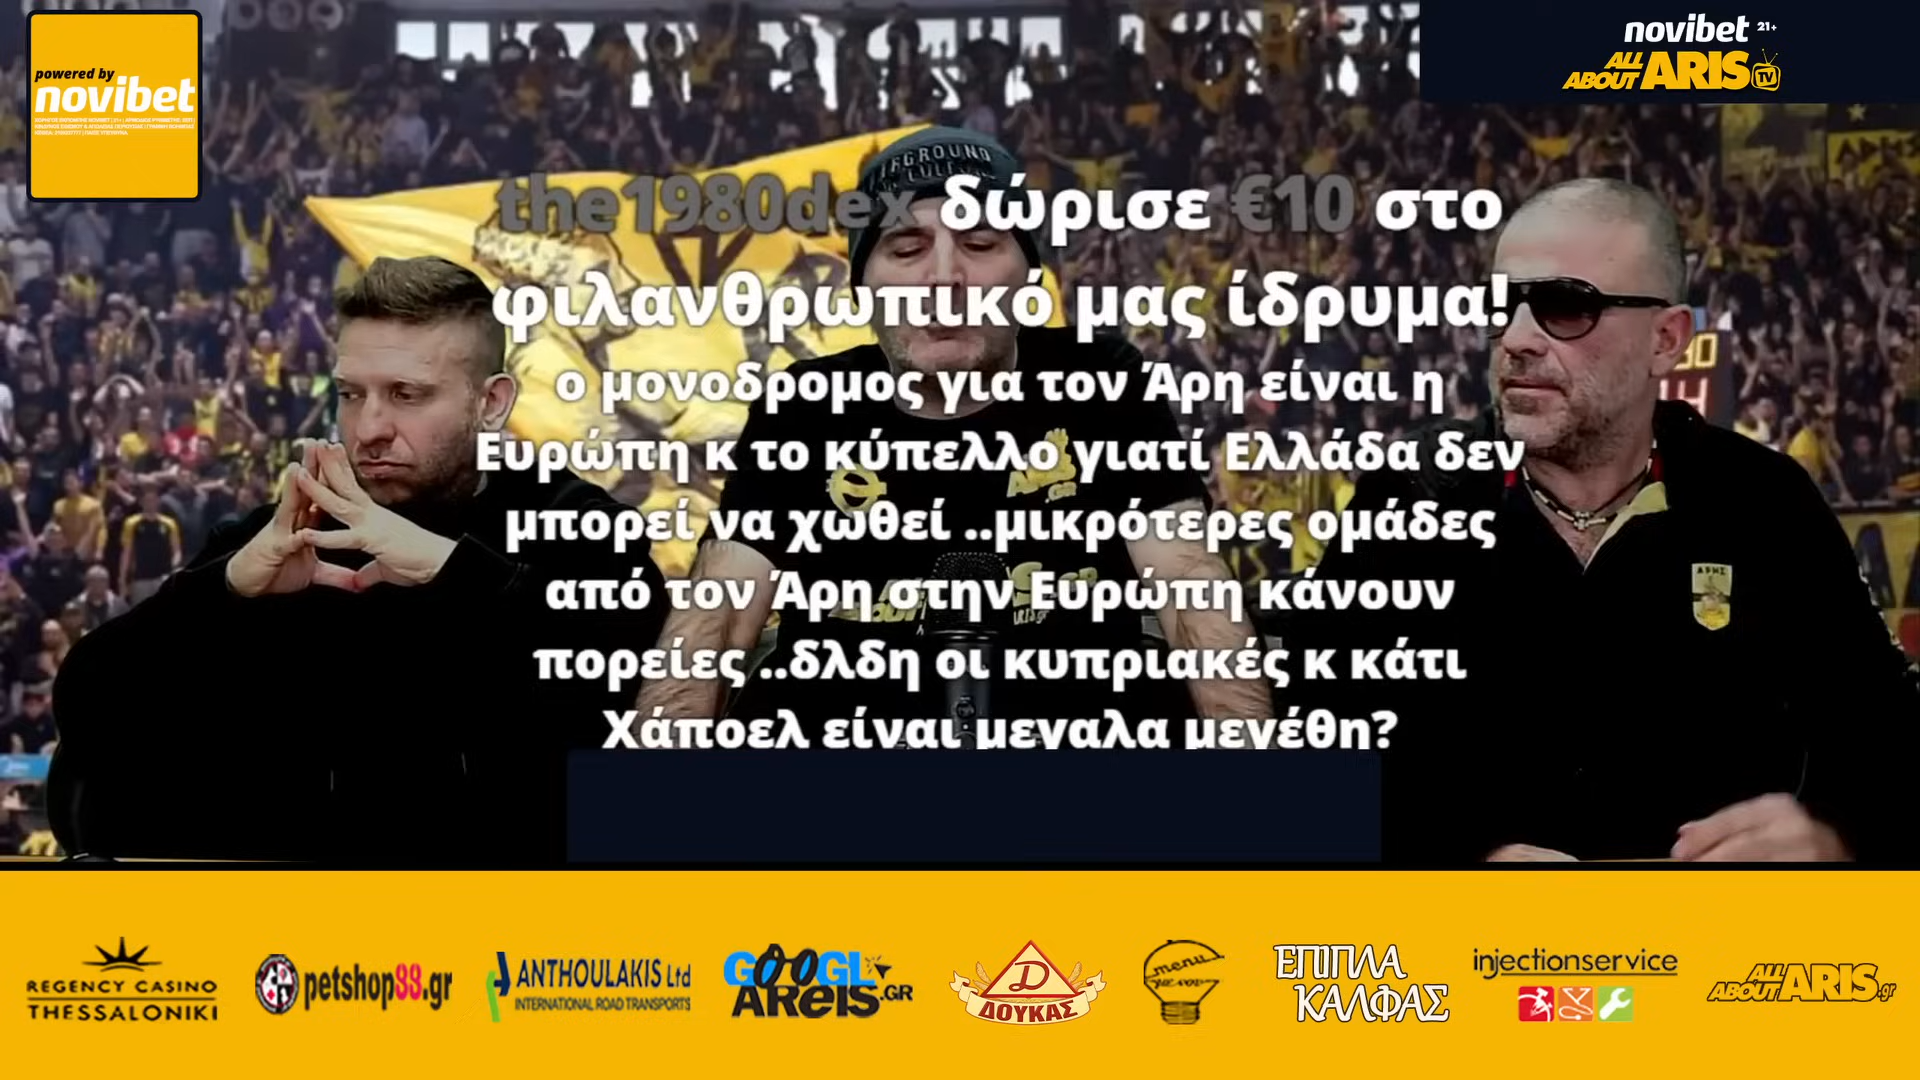 powered by
novibet
novibet 21+
ALL
ABOUT ARIS TV
the1980dex δώρισε €10 στο
φιλανθρωπικό μας ίδρυμα!
ο μονοδρομος για τον Άρη είναι η
Ευρώπη κ το κύπελλο γιατί Ελλάδα δεν
μπορεί να χωθεί ..μικρότερες ομάδες
από τον Άρη στην Ευρώπη κάνουν
πορείες ..δλδη οι κυπριακές κ κάτι
Χάποελ είναι μεγαλα μεγέθη?
ΑΡΗΣ
REGENCY CASINO
THESSALONIKI
petshop88.gr
ANTHOULAKIS Ltd
INTERNATIONAL ROAD TRANSPORTS
GOOGL
AReIS.GR
Δ
ΔΟΥΚΑΣ
menu
ΕΠΙΠΛΑ
ΚΑΛΦΑΣ
injectionservice
ALL
ABOUT ARIS.gr